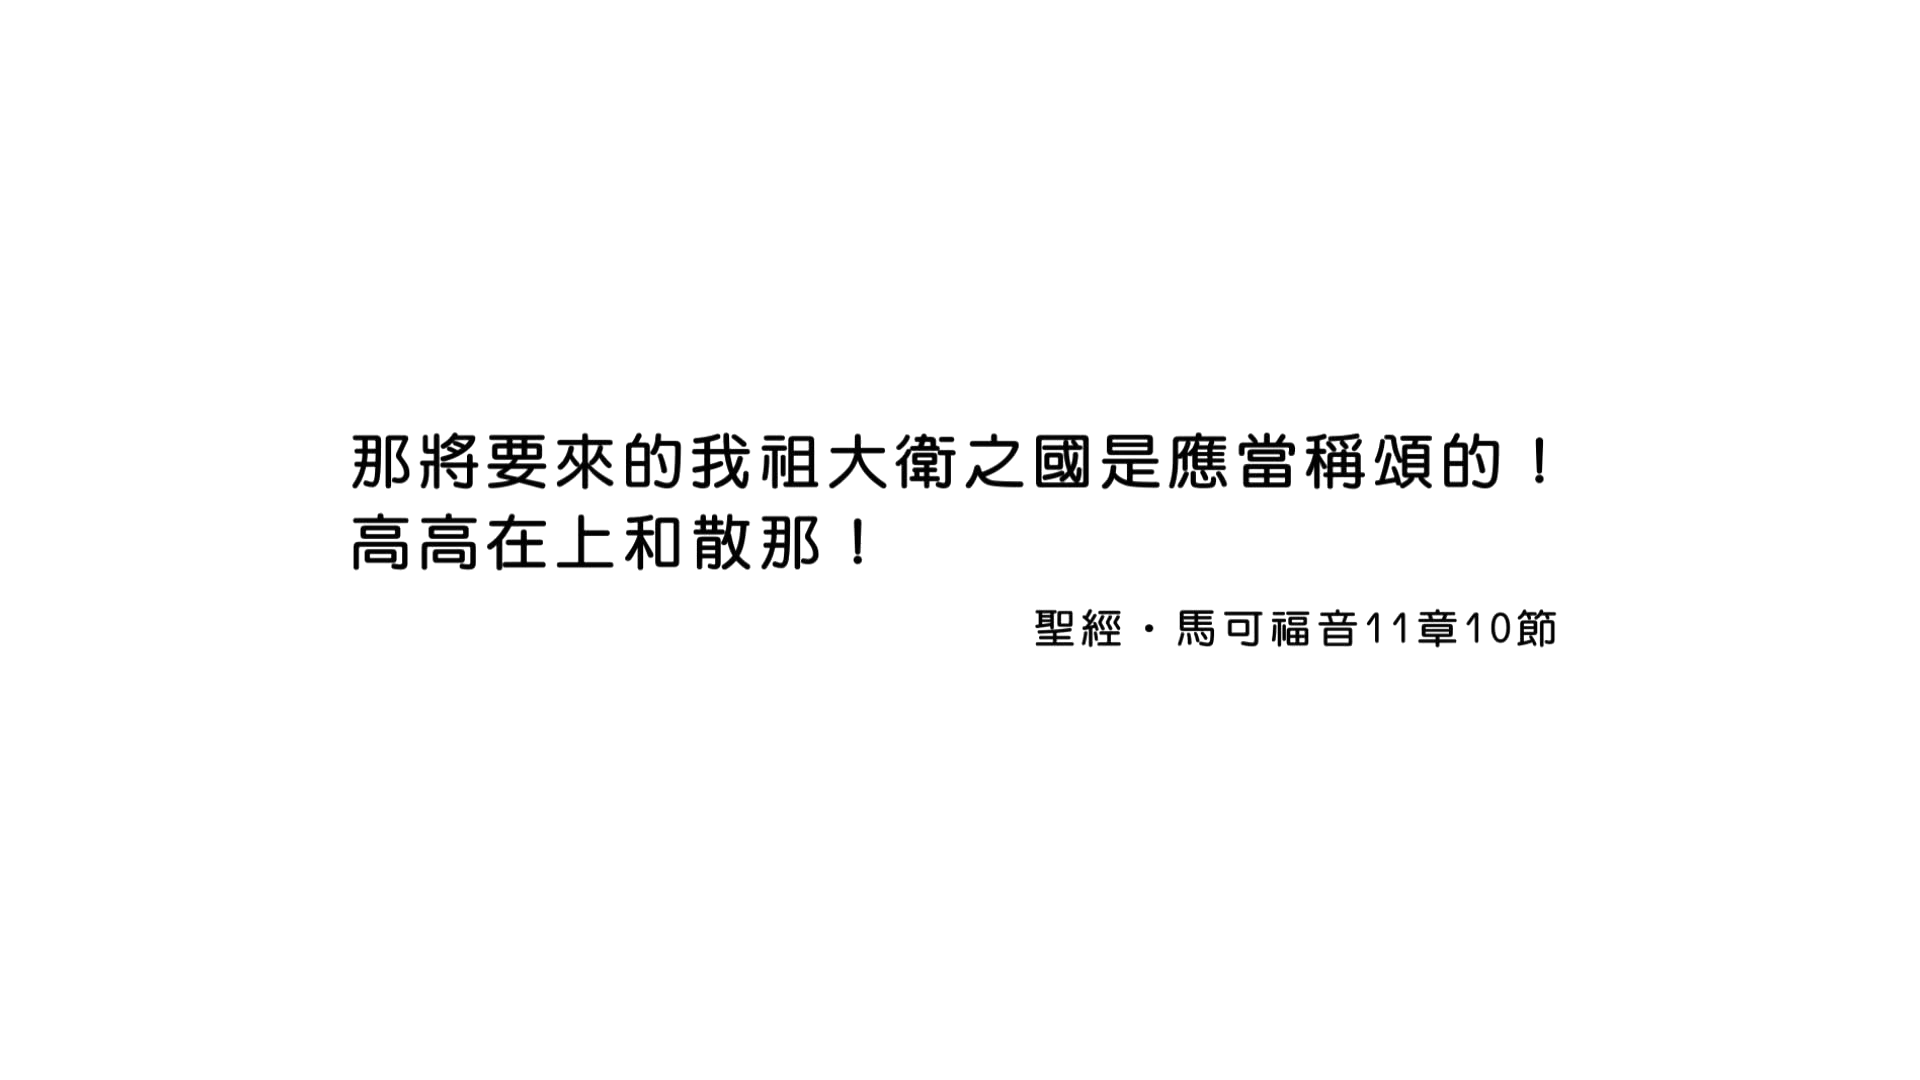 那將要來的我祖大衛之國是應當稱頌的！
高高在上和散那！
聖經・馬可福音11章10節